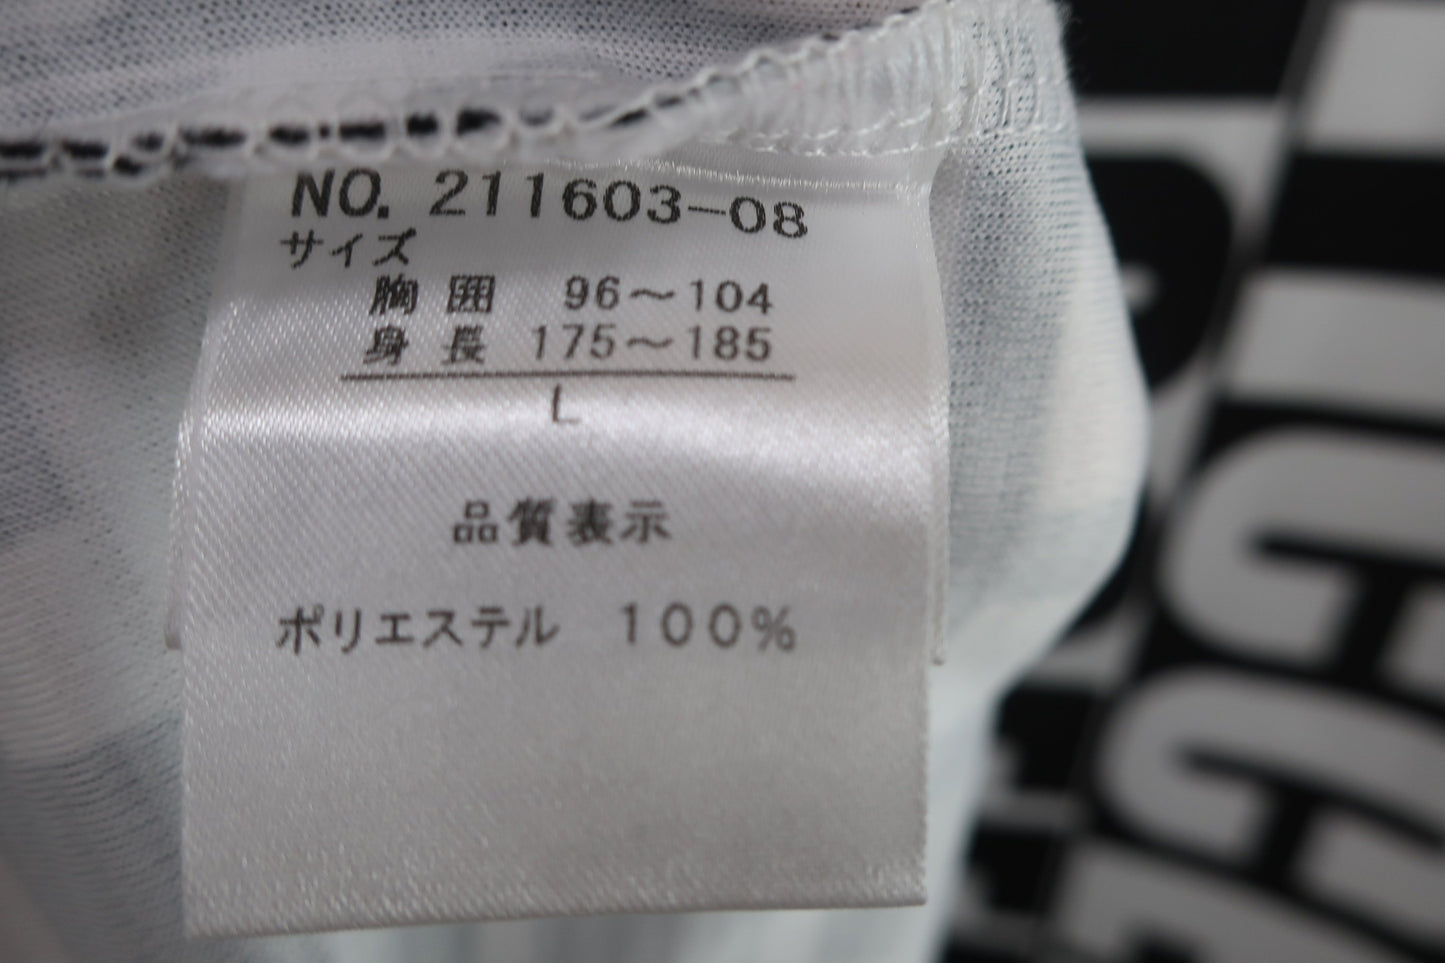 NO. 211603-08
サイズ
胸囲 96～104
身長 175～185
L
品質表示
ポリエステル 100%